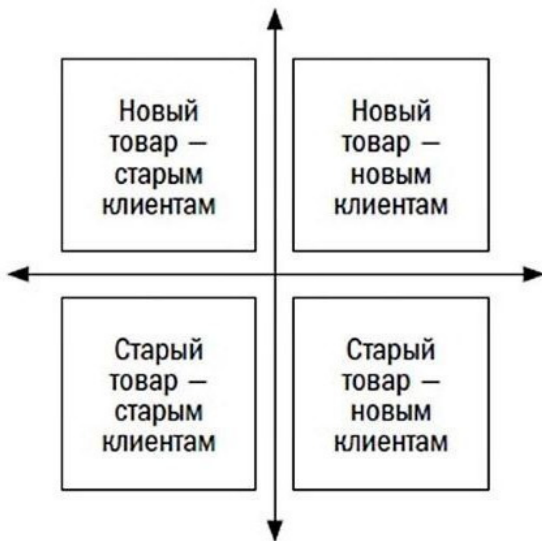 Новый
товар —
старым
клиентам
Новый
товар —
новым
клиентам
Старый
товар —
старым
клиентам
Старый
товар —
новым
клиентам